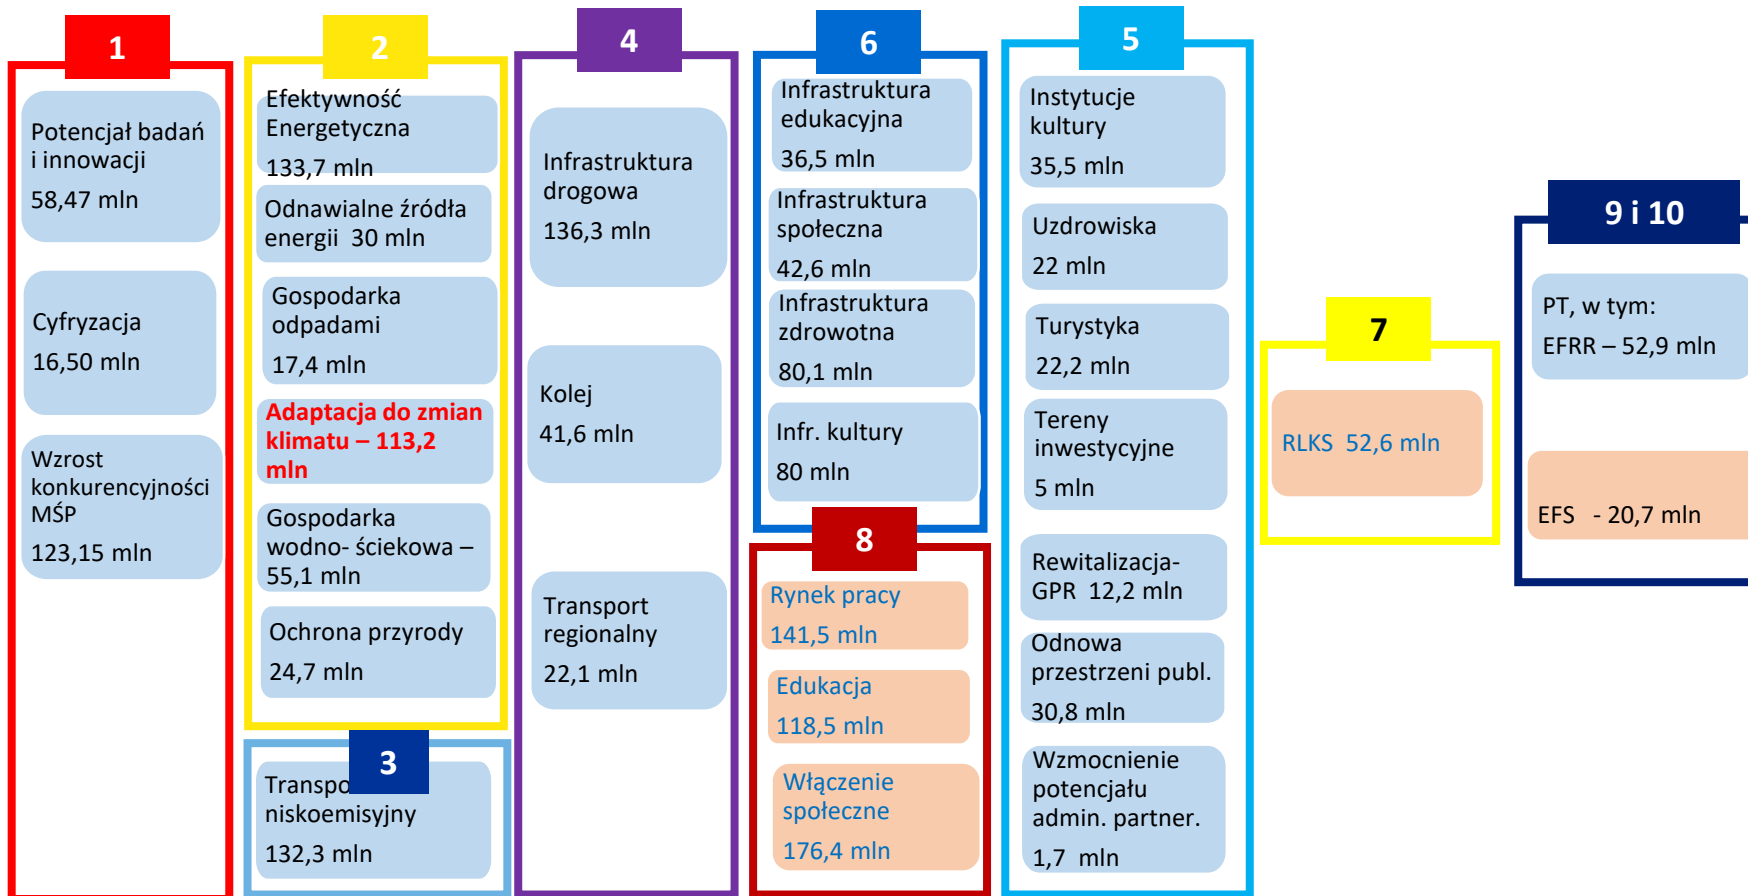 1
Potencjał badań
i innowacji
58,47 mln
Cyfryzacja
16,50 mln
Wzrost
konkurencyjności
MŚP
123,15 mln
2
Efektywność
Energetyczna
133,7 mln
Odnawialne źródła
energii 30 mln
Gospodarka
odpadami
17,4 mln
Adaptacja do zmian
klimatu – 113,2
mln
Gospodarka
wodno- ściekowa –
55,1 mln
Ochrona przyrody
24,7 mln
3
niskoemisyjny
132,3 mln
4
Infrastruktura
drogowa
136,3 mln
Kolej
41,6 mln
Transport
regionalny
22,1 mln
6
Infrastruktura
edukacyjna
36,5 mln
Infrastruktura
społeczna
42,6 mln
Infrastruktura
zdrowotna
80,1 mln
Infr. kultury
80 mln
8
Rynek pracy
141,5 mln
Edukacja
118,5 mln
Włączenie
społeczne
176,4 mln
5
Instytucje
kultury
35,5 mln
Uzdrowiska
22 mln
Turystyka
22,2 mln
Tereny
inwestycyjne
5 mln
Rewitalizacja-
GPR 12,2 mln
Odnowa
przestrzeni publ.
30,8 mln
Wzmocnienie
potencjału
admin. partner.
1,7 mln
7
RLKS 52,6 mln
9 i 10
PT, w tym:
EFRR – 52,9 mln
EFS - 20,7 mln